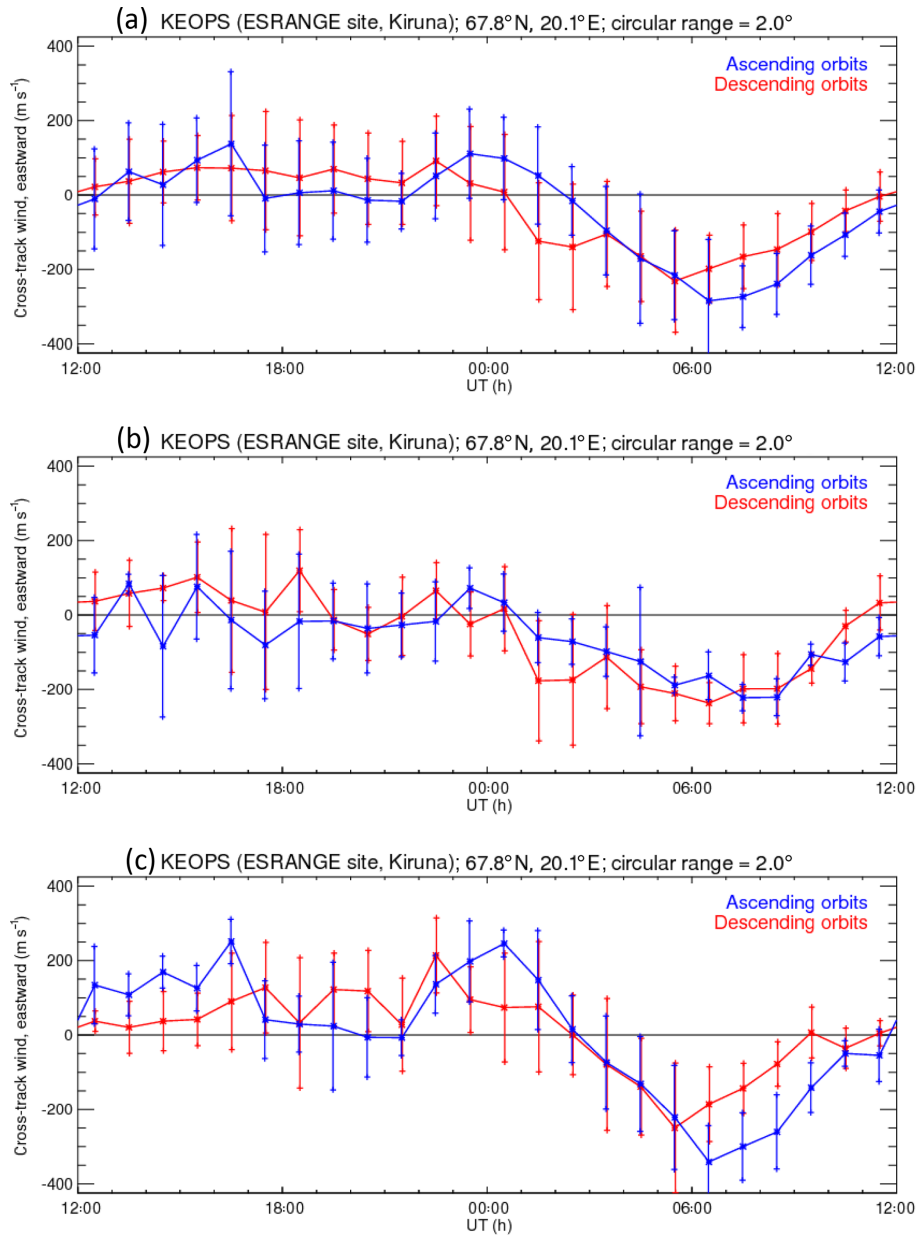 (a) KEOPS (ESRANGE site, Kiruna); 67.8°N, 20.1°E; circular range = 2.0°
Cross-track wind, eastward (m s⁻¹)
400
200
0
-200
-400
Ascending orbits
Descending orbits
12:00 18:00 00:00 06:00 12:00
UT (h)
(b) KEOPS (ESRANGE site, Kiruna); 67.8°N, 20.1°E; circular range = 2.0°
Cross-track wind, eastward (m s⁻¹)
400
200
0
-200
-400
Ascending orbits
Descending orbits
12:00 18:00 00:00 06:00 12:00
UT (h)
(c) KEOPS (ESRANGE site, Kiruna); 67.8°N, 20.1°E; circular range = 2.0°
Cross-track wind, eastward (m s⁻¹)
400
200
0
-200
-400
Ascending orbits
Descending orbits
12:00 18:00 00:00 06:00 12:00
UT (h)